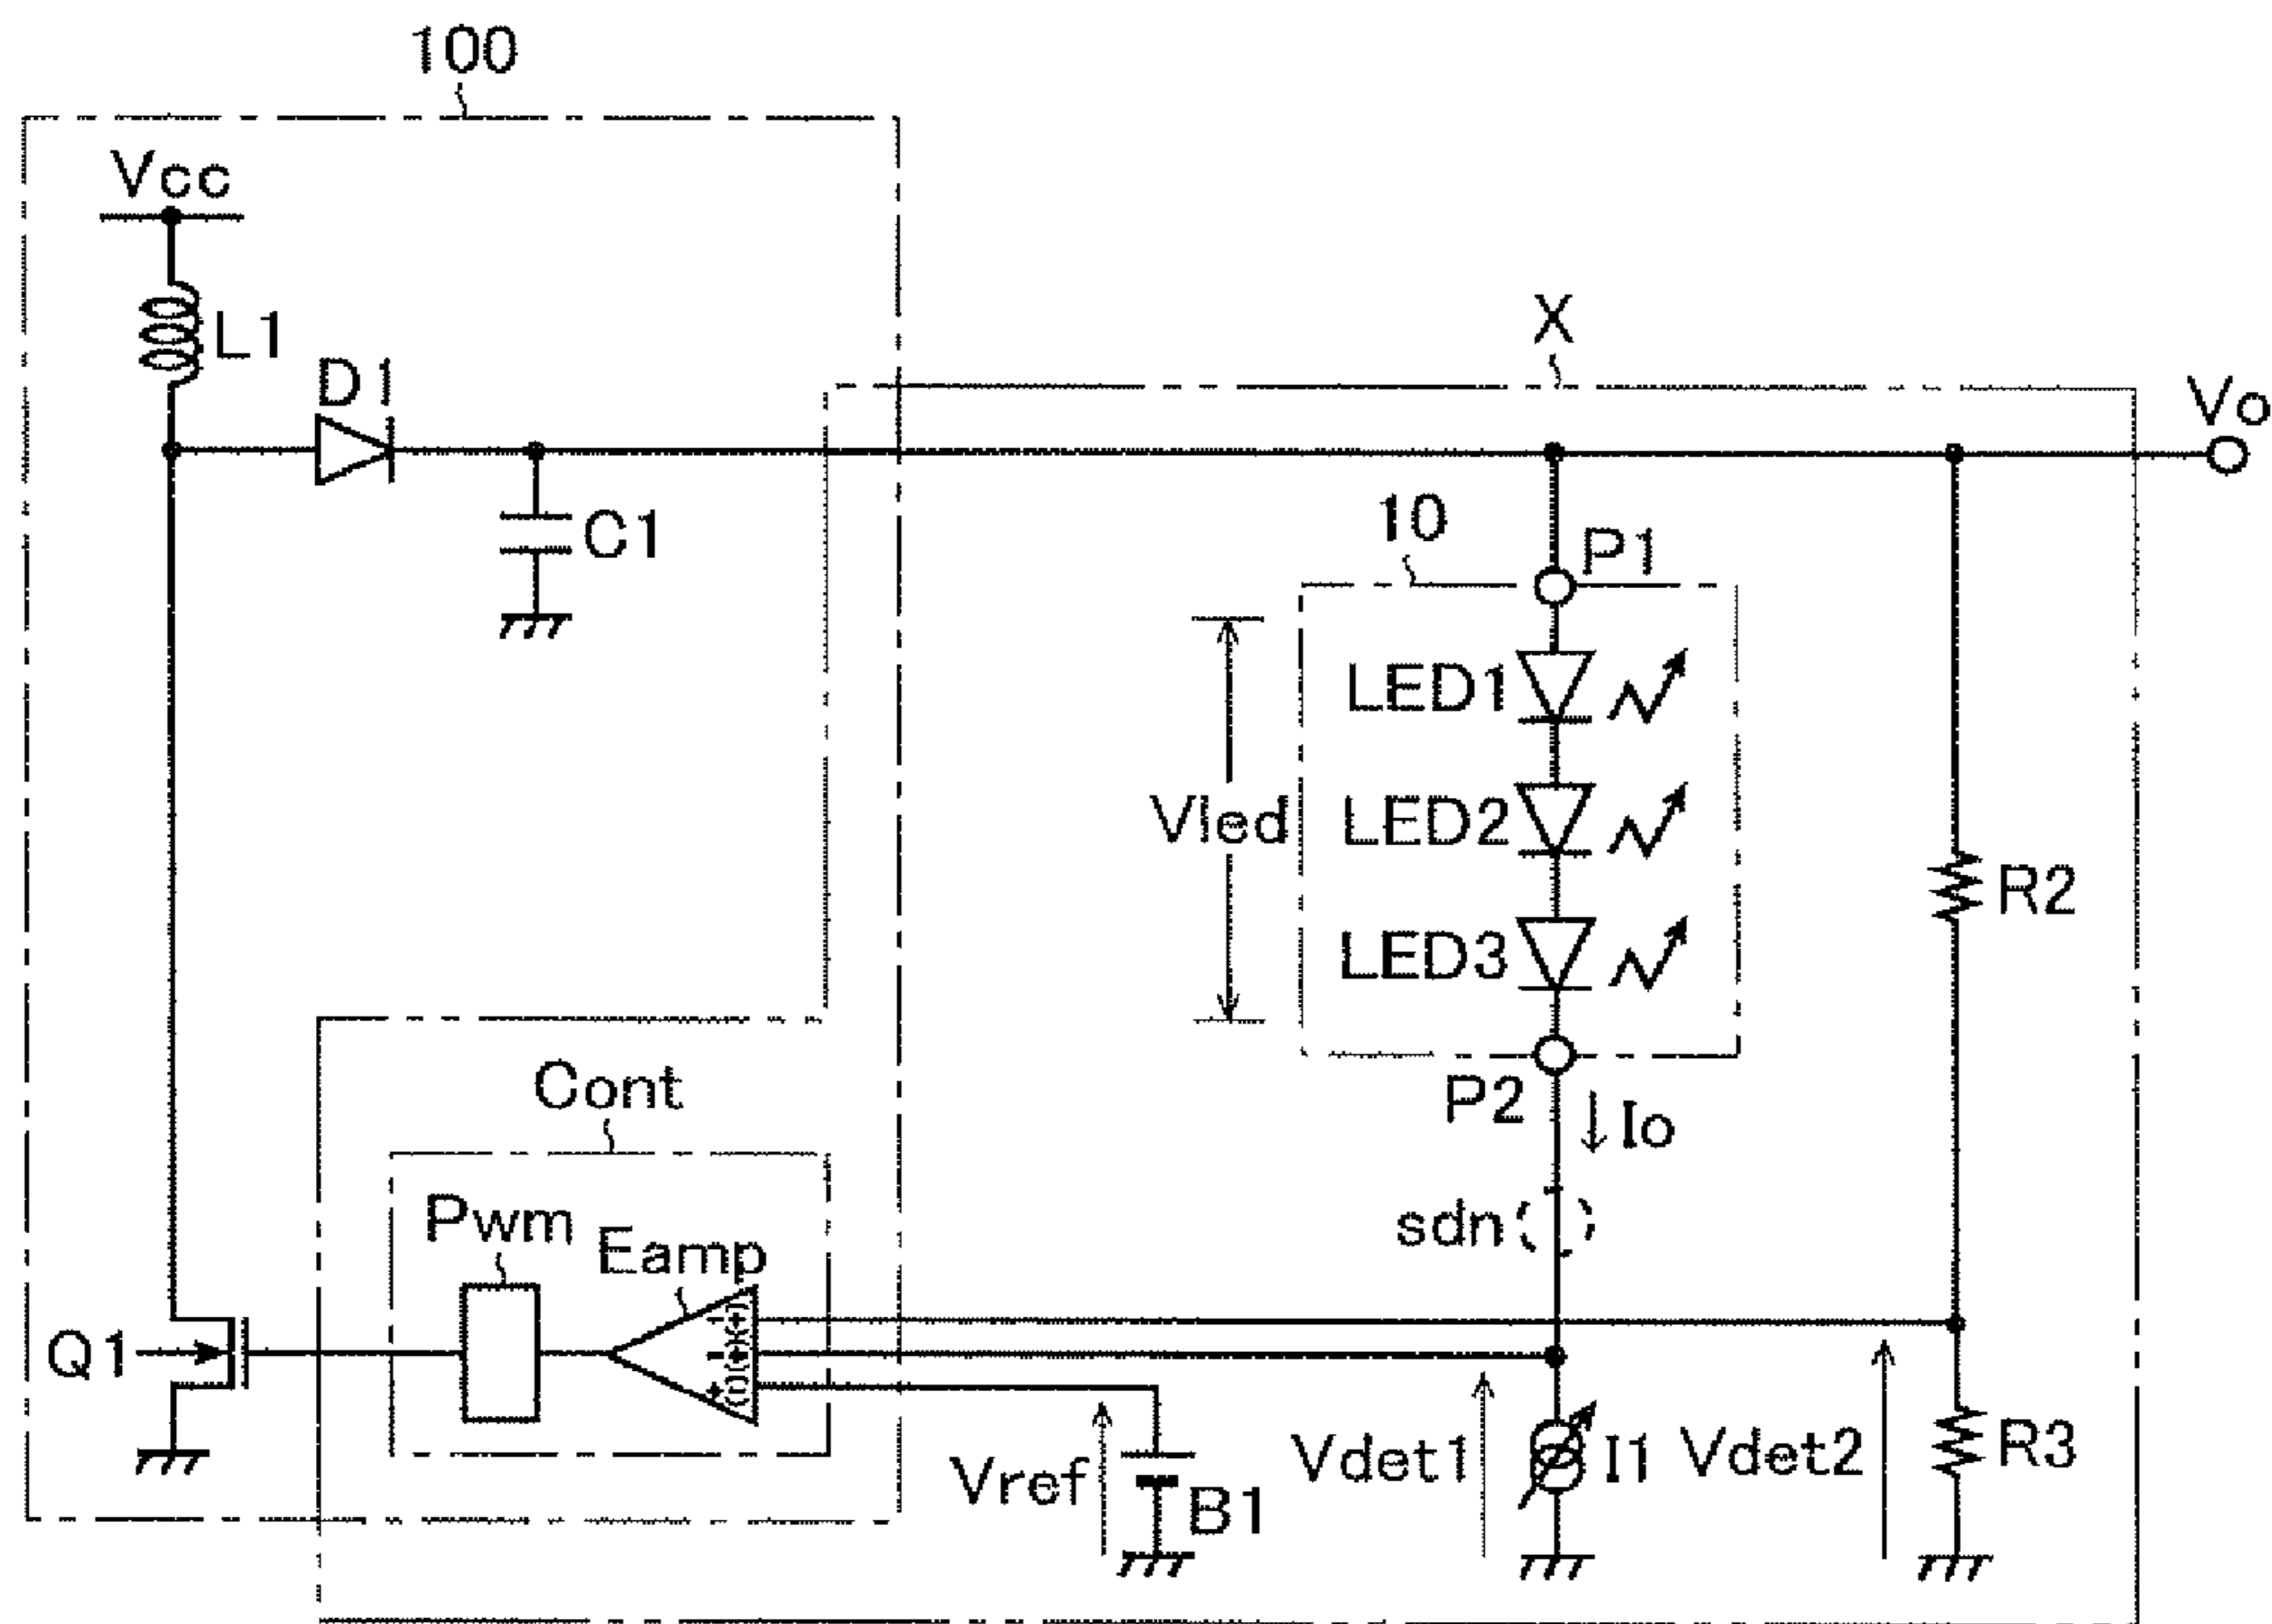 100
Vcc
L1
D1
X
Vo
C1
10
P1
LED1
Vled
LED2
R2
LED3
Cont
P2
Io
Pwm
Eamp
sdn
- (+)
- (+)
+ (-)
Q1
Vref
B1
Vdet1
I1
Vdet2
R3